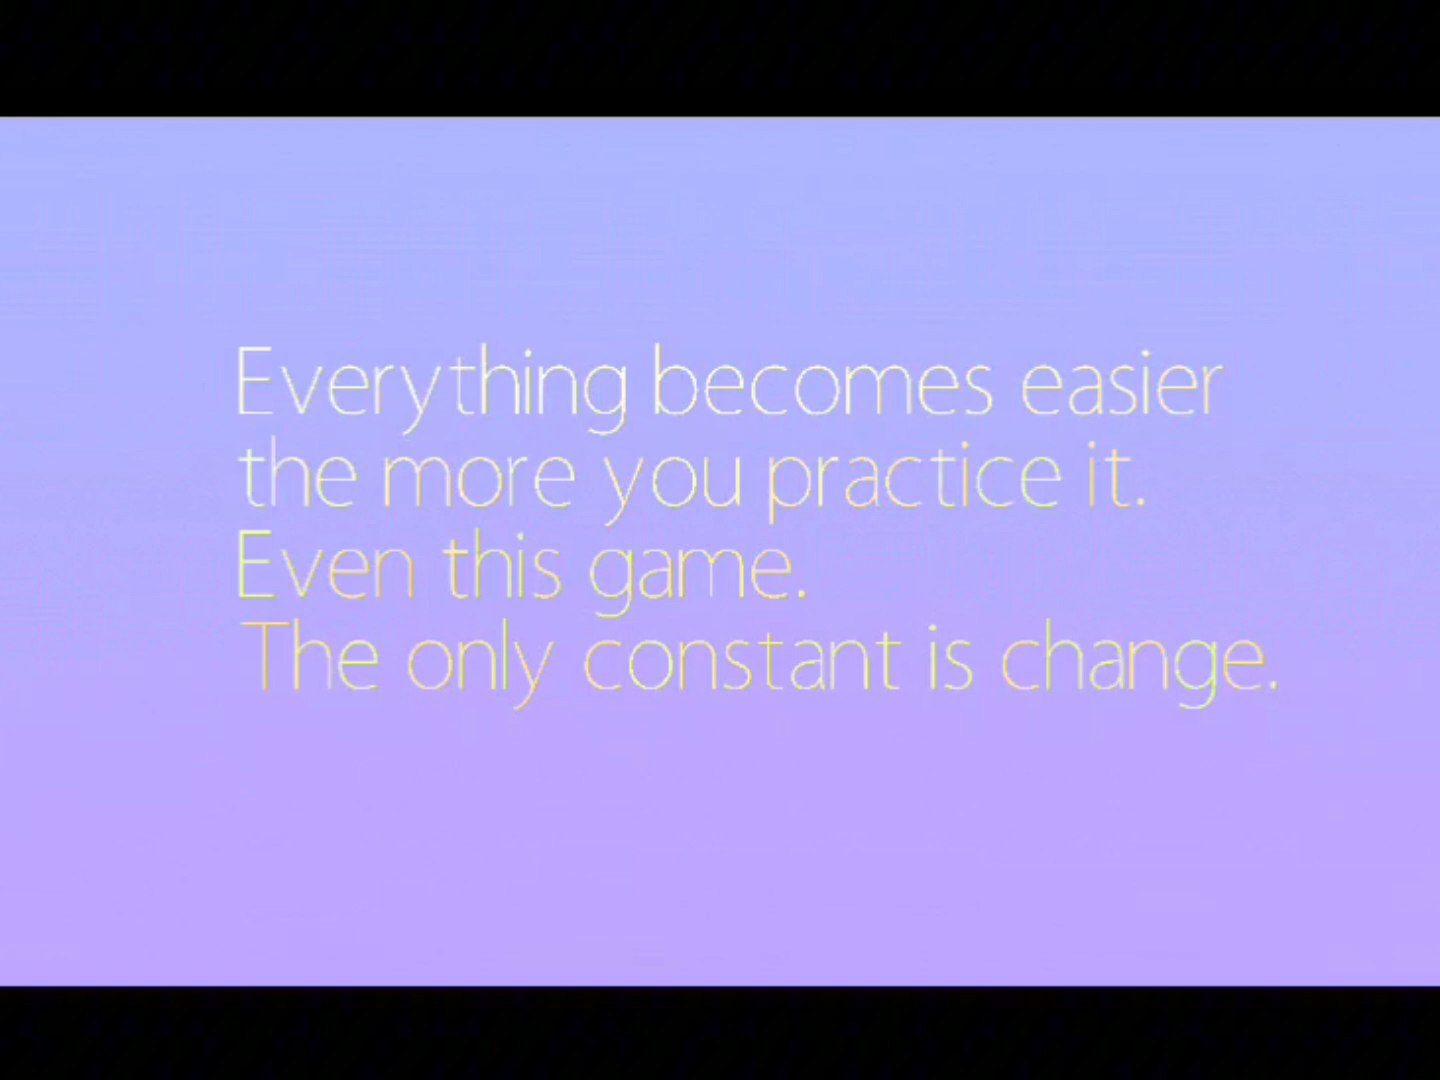 Everything becomes easier
the more you practice it.
Even this game.
The only constant is change.